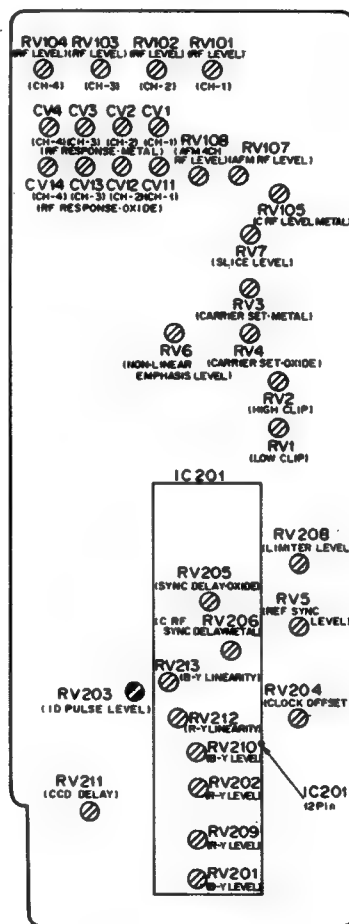 RV104 RV103 RV102 RV101
(RF LEVEL) (RF LEVEL) (RF LEVEL) (RF LEVEL)
(CH-4) (CH-3) (CH-2) (CH-1)
CV4 CV3 CV2 CV1
(CH-4) (CH-3) (CH-2) (CH-1)
(RF RESPONSE-METAL)
RV108
(AFM 4CH
RF LEVEL)
RV107
(AFM RF LEVEL)
CV14 CV13 CV12 CV11
(CH-4) (CH-3) (CH-2) (CH-1)
(RF RESPONSE-OXIDE)
RV105
(C RF LEVEL METAL)
RV7
(SLICE LEVEL)
RV3
(CARRIER SET-METAL)
RV6
(NON-LINEAR
EMPHASIS LEVEL)
RV4
(CARRIER SET-OXIDE)
RV2
(HIGH CLIP)
RV1
(LOW CLIP)
IC201
RV208
(LIMITER LEVEL)
RV205
(SYNC DELAY-OXIDE)
RV5
(REF SYNC
LEVEL)
(C RF RV206
SYNC DELAY METAL)
RV213
(B-Y LINEARITY)
RV203
(ID PULSE LEVEL)
RV204
(CLOCK OFFSET)
RV212
(R-Y LINEARITY)
RV210
(B-Y LEVEL)
RV202
(R-Y LEVEL)
IC201
12Pin
RV211
(CCD DELAY)
RV209
(R-Y LEVEL)
RV201
(B-Y LEVEL)